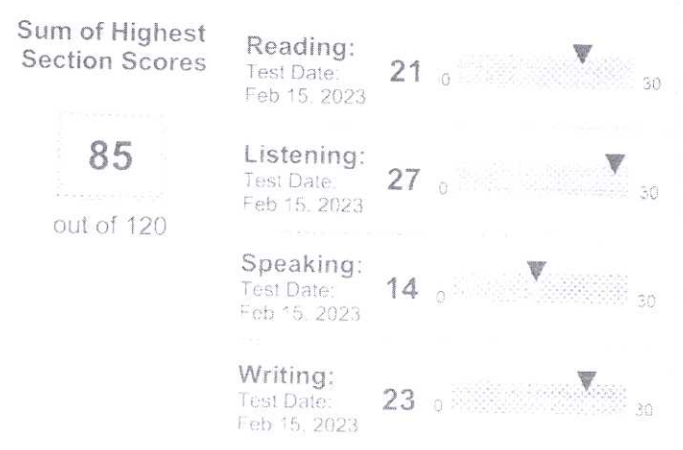 Sum of Highest
Section Scores
85
out of 120
Reading:
Test Date:
Feb 15, 2023
21
0
30
Listening:
Test Date:
Feb 15, 2023
27
0
30
Speaking:
Test Date:
Feb 15, 2023
14
0
30
Writing:
Test Date:
Feb 15, 2023
23
0
30